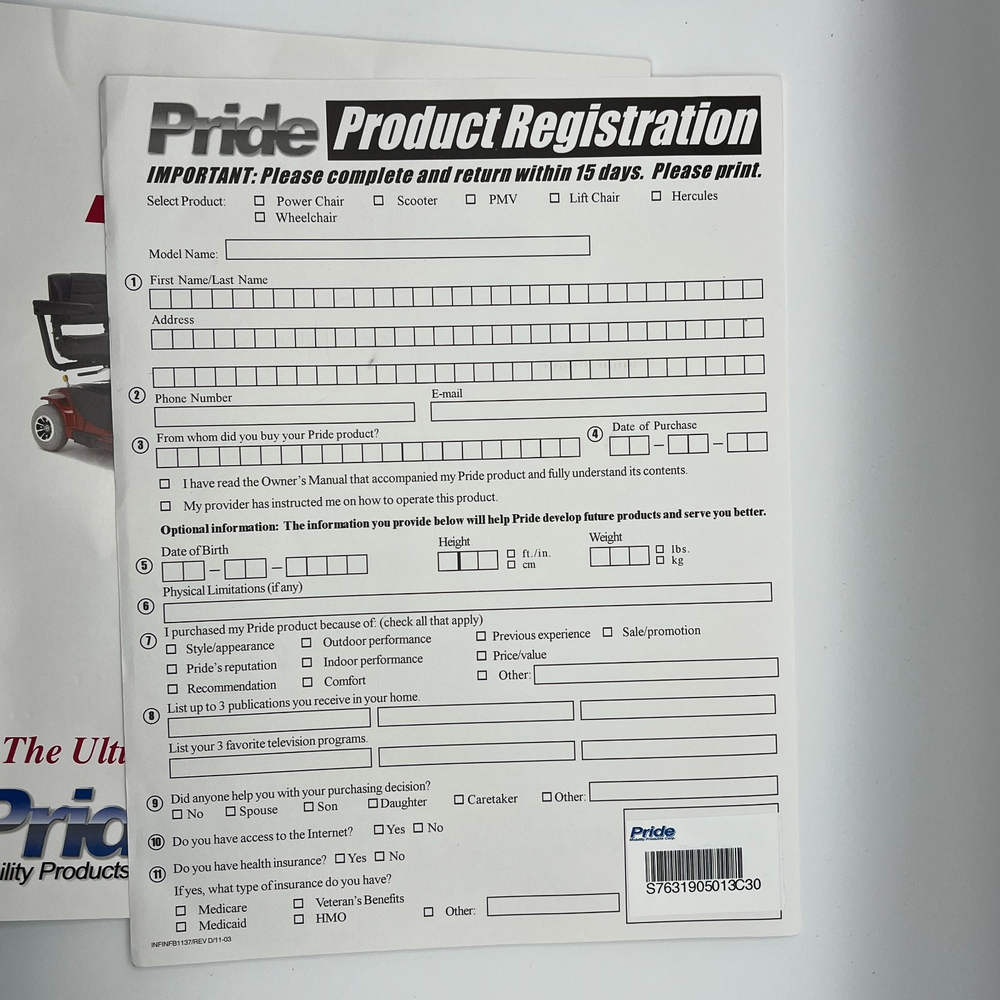 Pride Product Registration
IMPORTANT: Please complete and return within 15 days. Please print.
Select Product: Power Chair Scooter PMV Lift Chair Hercules
Wheelchair
Model Name:
1 First Name/Last Name
Address
2 Phone Number E-mail
3 From whom did you buy your Pride product? 4 Date of Purchase
I have read the Owner's Manual that accompanied my Pride product and fully understand its contents.
My provider has instructed me on how to operate this product.
Optional information: The information you provide below will help Pride develop future products and serve you better.
5 Date of Birth Height ft./in. Weight lbs.
cm kg
6 Physical Limitations (if any)
7 I purchased my Pride product because of: (check all that apply)
Style/appearance Outdoor performance Previous experience Sale/promotion
Pride's reputation Indoor performance Price/value
Recommendation Comfort Other:
8 List up to 3 publications you receive in your home.
List your 3 favorite television programs.
9 Did anyone help you with your purchasing decision?
No Spouse Son Daughter Caretaker Other:
10 Do you have access to the Internet? Yes No
11 Do you have health insurance? Yes No
If yes, what type of insurance do you have?
Medicare Veteran's Benefits Other:
Medicaid HMO
INFINFB1137/REV D/11-03
Pride
Mobility Products Corp.
S7631905013C30
The Ult
Prid
ility Products